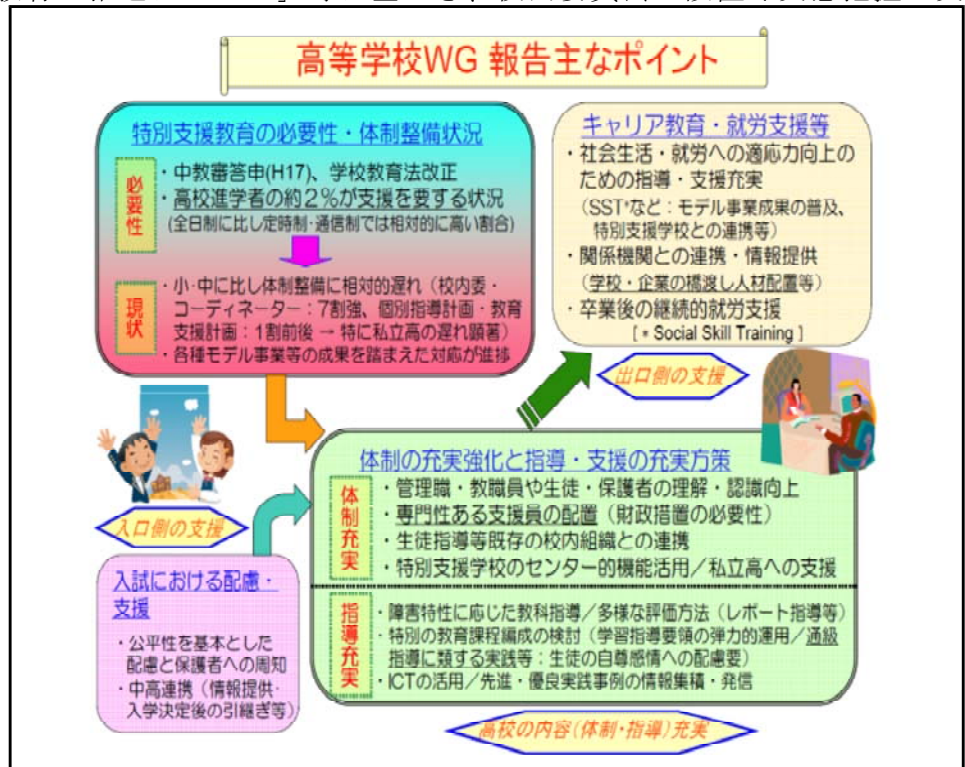 高等学校WG 報告主なポイント
特別支援教育の必要性・体制整備状況
必要性
・中教審答申(H17)、学校教育法改正
・高校進学者の約2%が支援を要する状況
(全日制に比し定時制・通信制では相対的に高い割合)
現状
・小・中に比し体制整備に相対的遅れ(校内委・
コーディネーター:7割強、個別指導計画・教育
支援計画:1割前後 → 特に私立高の遅れ顕著)
・各種モデル事業等の成果を踏まえた対応が進捗
キャリア教育・就労支援等
・社会生活・就労への適応力向上の
ための指導・支援充実
(SST*など:モデル事業成果の普及、
特別支援学校との連携等)
・関係機関との連携・情報提供
(学校・企業の橋渡し人材配置等)
・卒業後の継続的就労支援
[ * Social Skill Training ]
出口側の支援
入口側の支援
入試における配慮・
支援
・公平性を基本とした
配慮と保護者への周知
・中高連携(情報提供・
入学決定後の引継ぎ等)
体制の充実強化と指導・支援の充実方策
体制充実
・管理職・教職員や生徒・保護者の理解・認識向上
・専門性ある支援員の配置(財政措置の必要性)
・生徒指導等既存の校内組織との連携
・特別支援学校のセンター的機能活用/私立高への支援
指導充実
・障害特性に応じた教科指導/多様な評価方法(レポート指導等)
・特別の教育課程編成の検討(学習指導要領の弾力的運用/通級
指導に類する実践等:生徒の自尊感情への配慮要)
・ICTの活用/先進・優良実践事例の情報集積・発信
高校の内容(体制・指導)充実